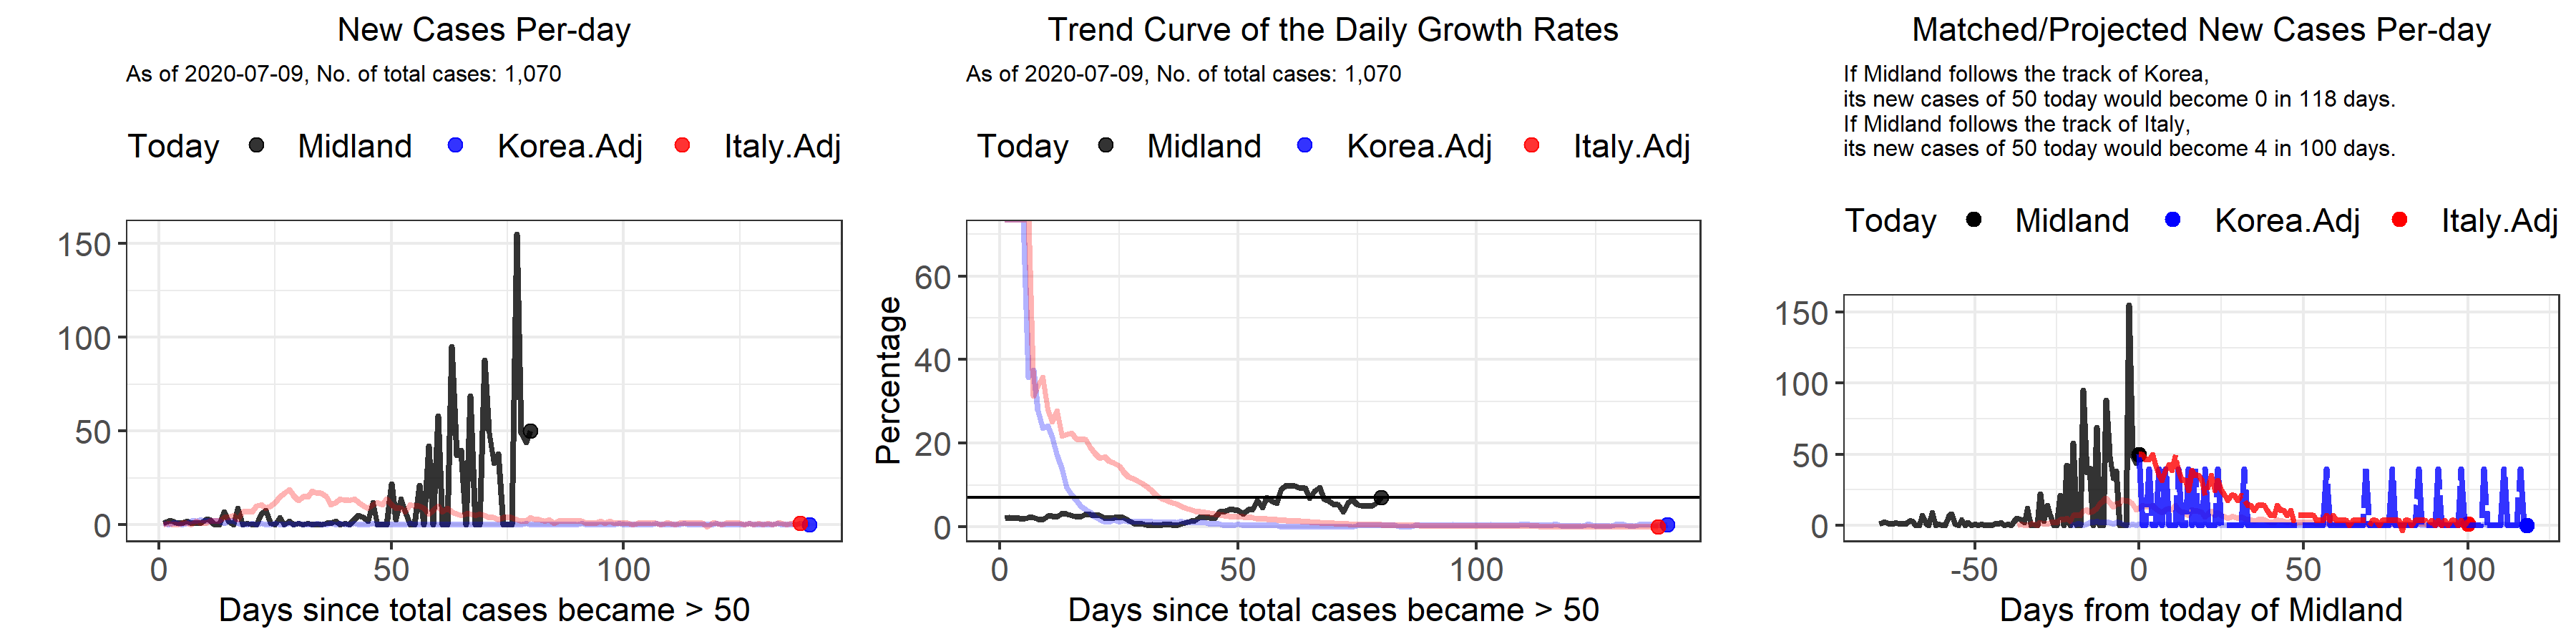 New Cases Per-day
As of 2020-07-09, No. of total cases: 1,070
Today Midland Korea.Adj Italy.Adj
150
100
50
0
0 50 100
Days since total cases became > 50
Trend Curve of the Daily Growth Rates
As of 2020-07-09, No. of total cases: 1,070
Today Midland Korea.Adj Italy.Adj
Percentage
60
40
20
0
0 50 100
Days since total cases became > 50
Matched/Projected New Cases Per-day
If Midland follows the track of Korea,
its new cases of 50 today would become 0 in 118 days.
If Midland follows the track of Italy,
its new cases of 50 today would become 4 in 100 days.
Today Midland Korea.Adj Italy.Adj
150
100
50
0
-50 0 50 100
Days from today of Midland